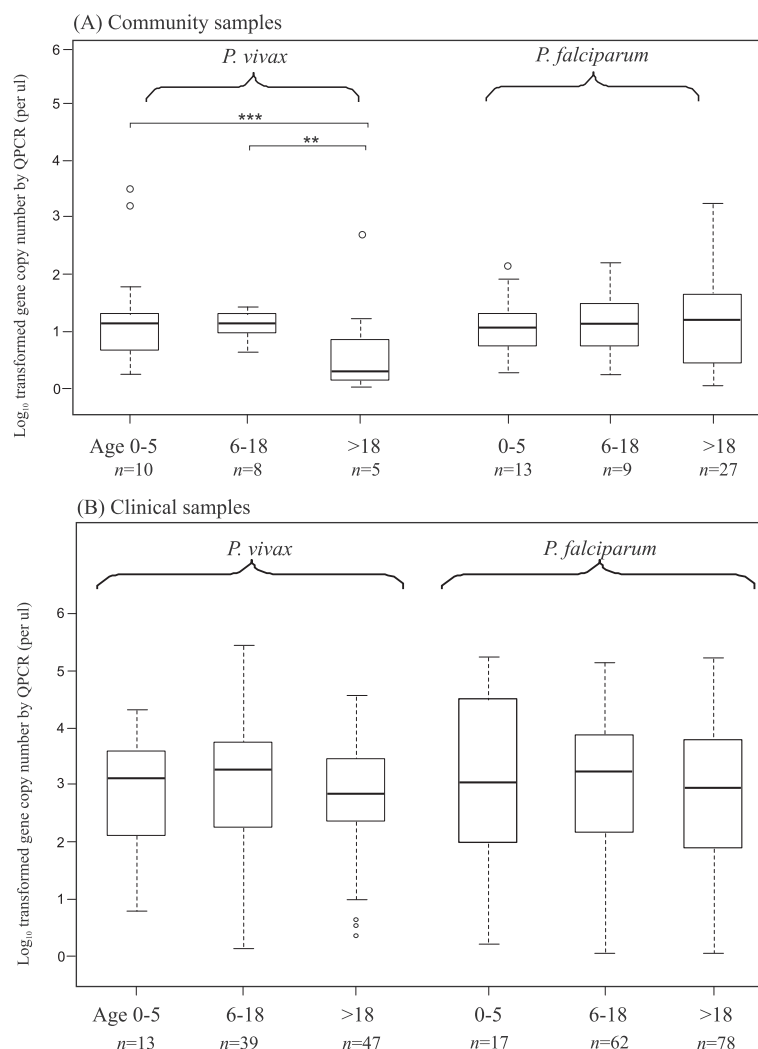 (A) Community samples
P. vivax P. falciparum
Log₁₀ transformed gene copy number by QPCR (per ul)
6
5
4
3
2
1
0
***
**
Age 0-5 6-18 >18 0-5 6-18 >18
n=10 n=8 n=5 n=13 n=9 n=27
(B) Clinical samples
P. vivax P. falciparum
Log₁₀ transformed gene copy number by QPCR (per ul)
6
5
4
3
2
1
0
Age 0-5 6-18 >18 0-5 6-18 >18
n=13 n=39 n=47 n=17 n=62 n=78